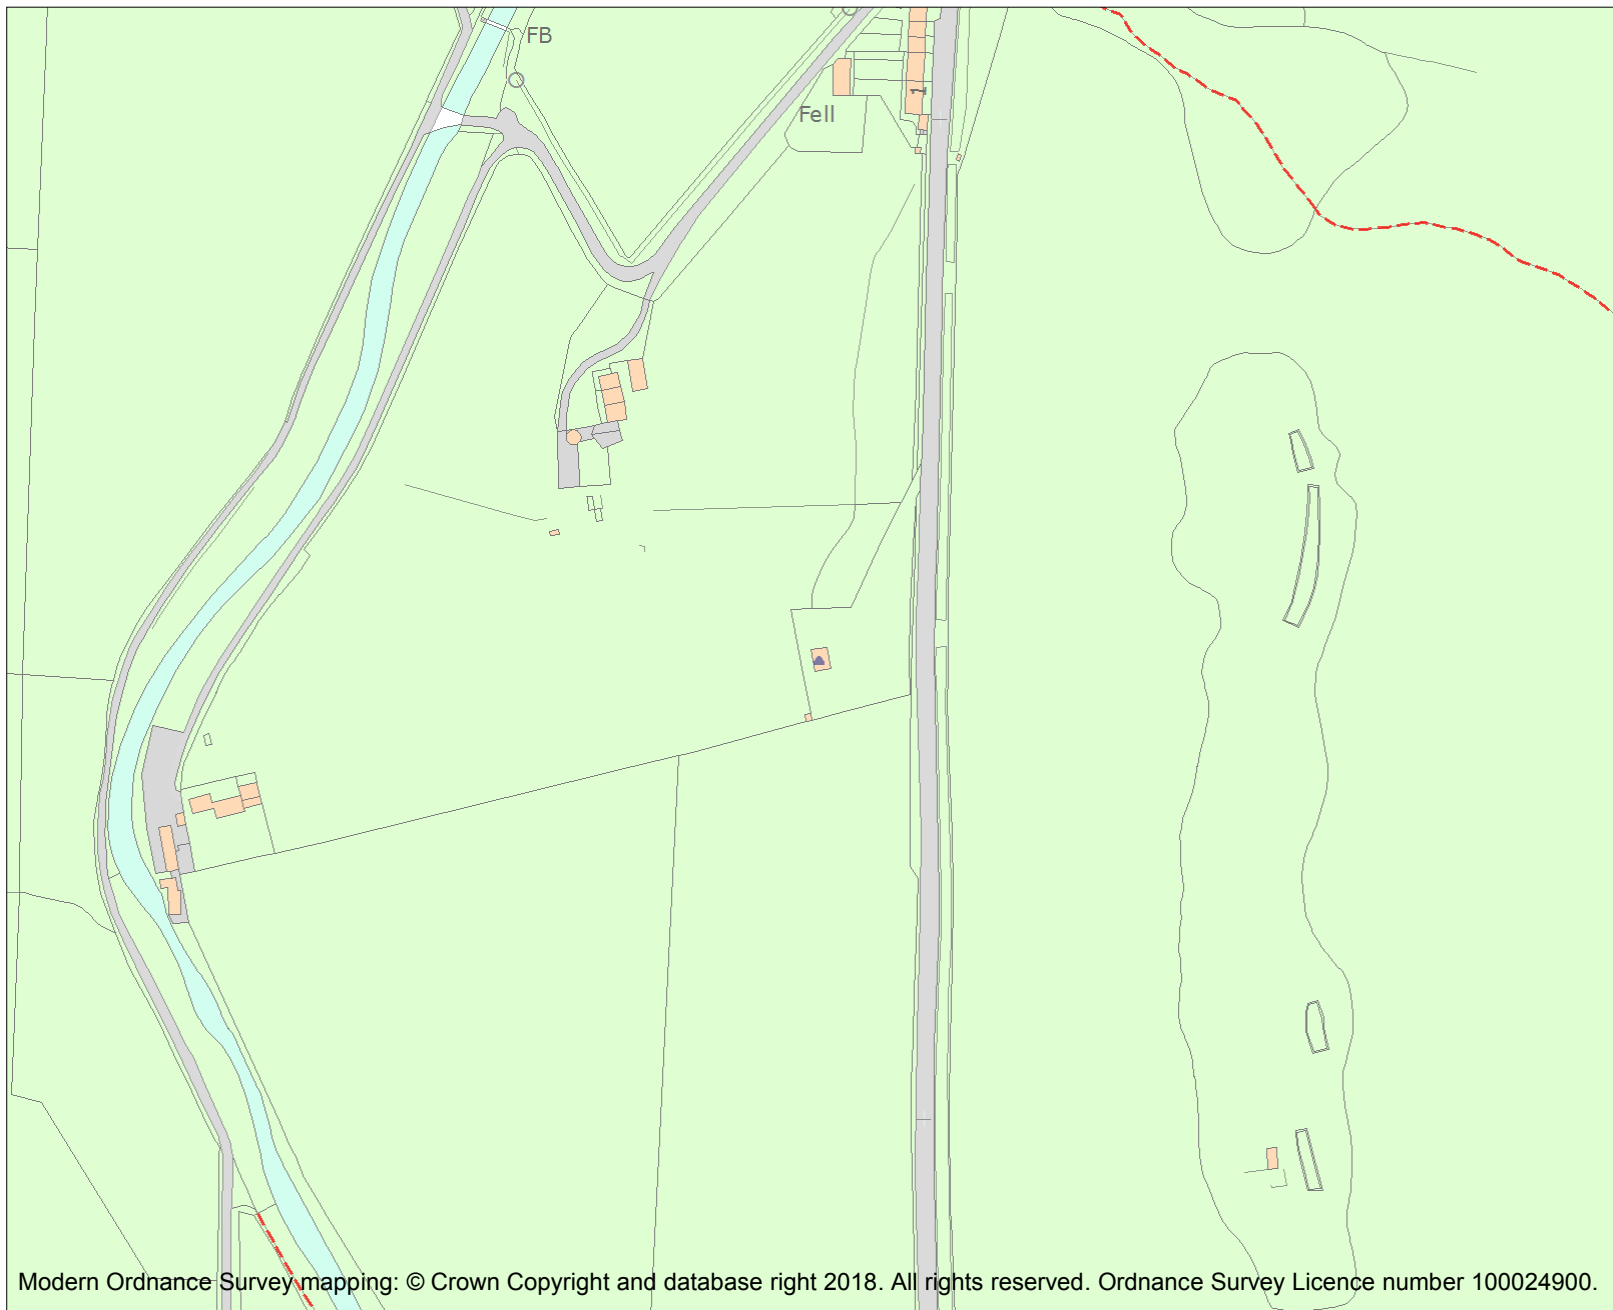 FB
1
Fell
Modern Ordnance Survey mapping: © Crown Copyright and database right 2018. All rights reserved. Ordnance Survey Licence number 100024900.